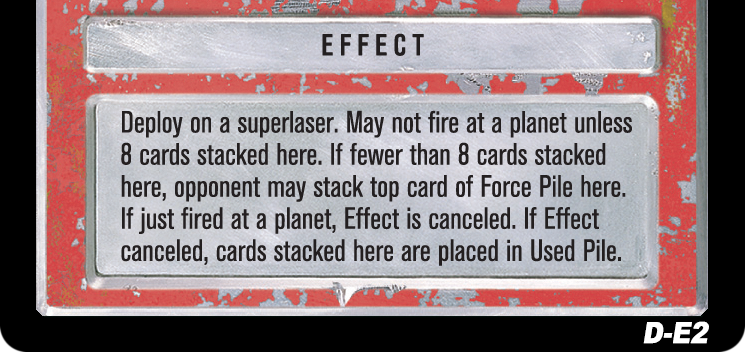 EFFECT
Deploy on a superlaser. May not fire at a planet unless
8 cards stacked here. If fewer than 8 cards stacked
here, opponent may stack top card of Force Pile here.
If just fired at a planet, Effect is canceled. If Effect
canceled, cards stacked here are placed in Used Pile.
D-E2